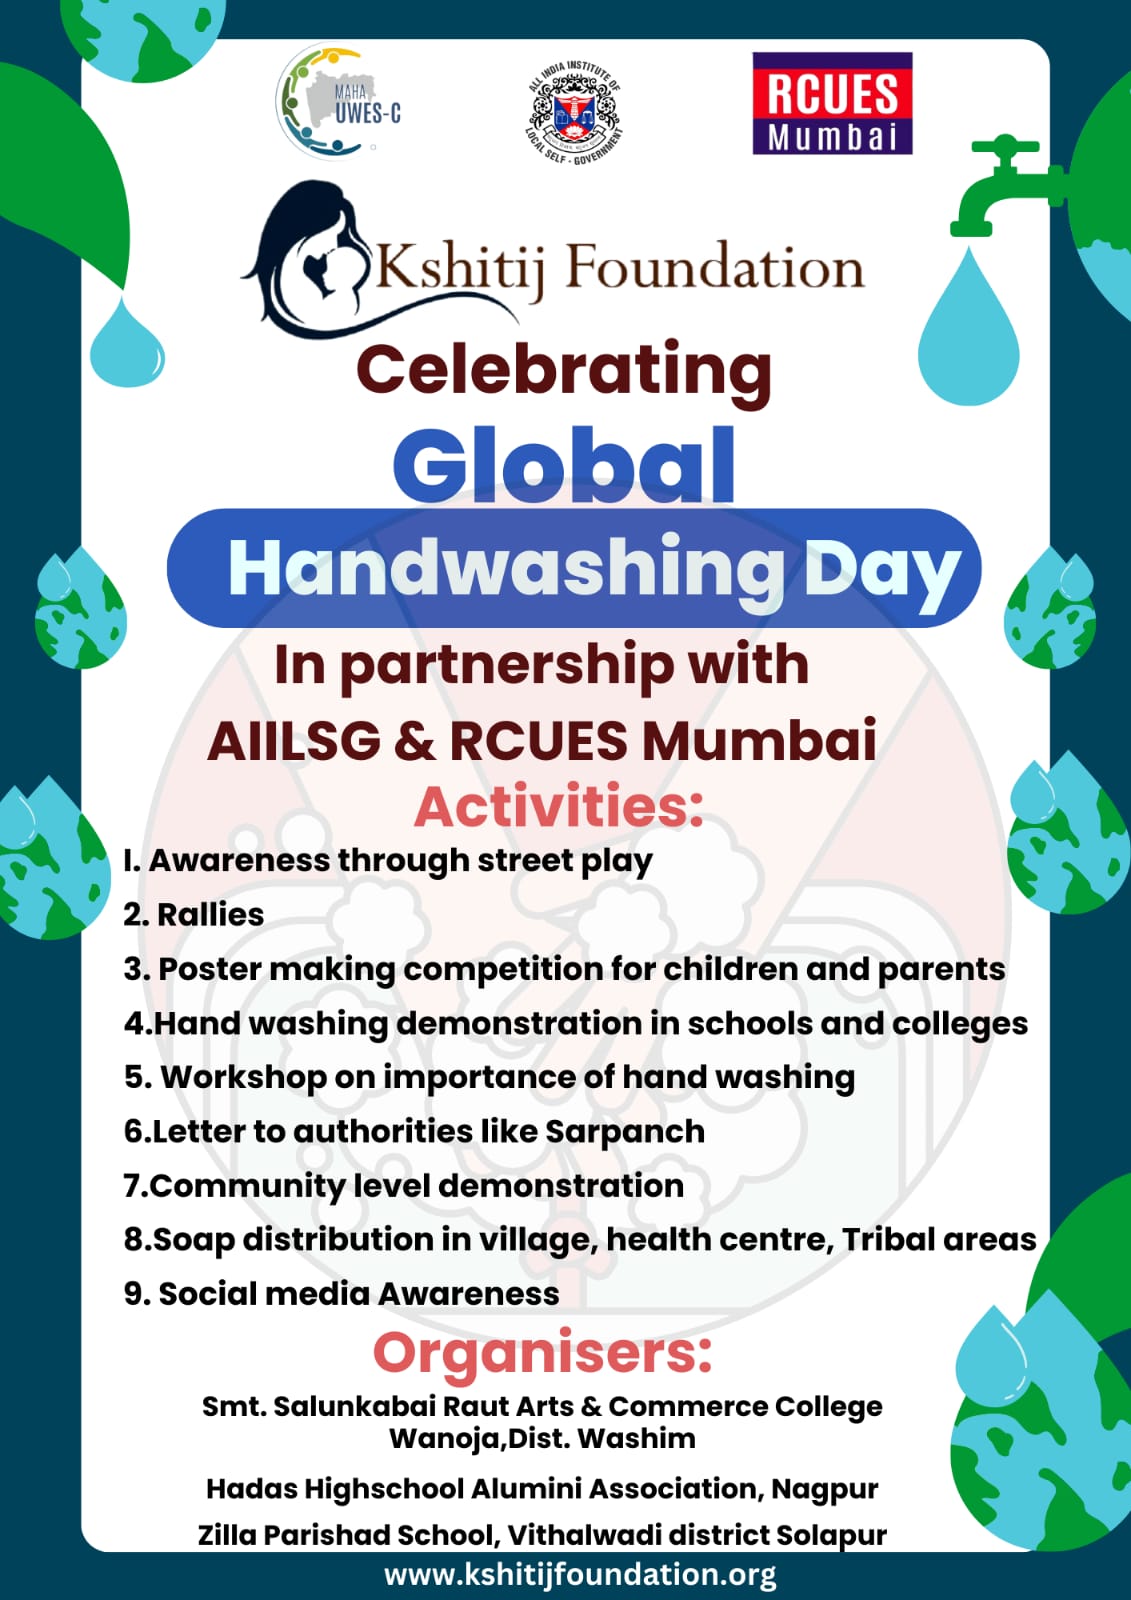 MAHA
UWES-C
ALL INDIA INSTITUTE OF
LOCAL SELF - GOVERNMENT
RCUES
Mumbai
Kshitij Foundation
Celebrating
Global
Handwashing Day
In partnership with
AIILSG & RCUES Mumbai
Activities:
1. Awareness through street play
2. Rallies
3. Poster making competition for children and parents
4.Hand washing demonstration in schools and colleges
5. Workshop on importance of hand washing
6.Letter to authorities like Sarpanch
7.Community level demonstration
8.Soap distribution in village, health centre, Tribal areas
9. Social media Awareness
Organisers:
Smt. Salunkabai Raut Arts & Commerce College
Wanoja,Dist. Washim
Hadas Highschool Alumini Association, Nagpur
Zilla Parishad School, Vithalwadi district Solapur
www.kshitijfoundation.org